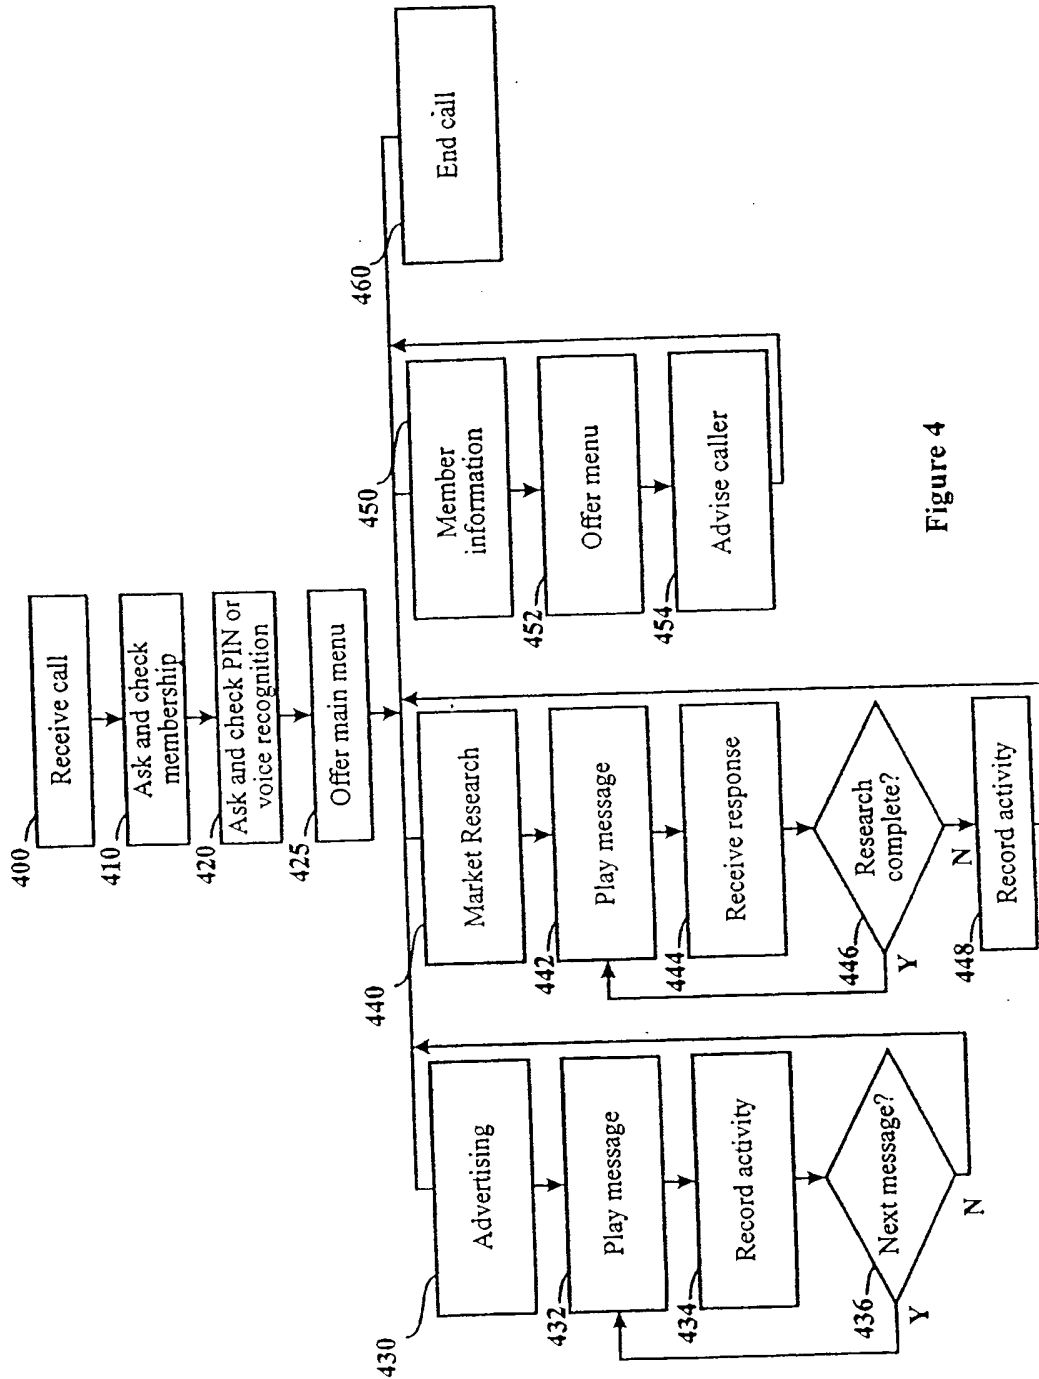 400
Receive call
410
Ask and check
membership
420
Ask and check PIN or
voice recognition
425
Offer main menu
430
Advertising
432
Play message
434
Record activity
436
Next message?
Y
N
440
Market Research
442
Play message
444
Receive response
446
Research
complete?
Y
N
448
Record activity
450
Member
information
452
Offer menu
454
Advise caller
460
End call
Figure 4